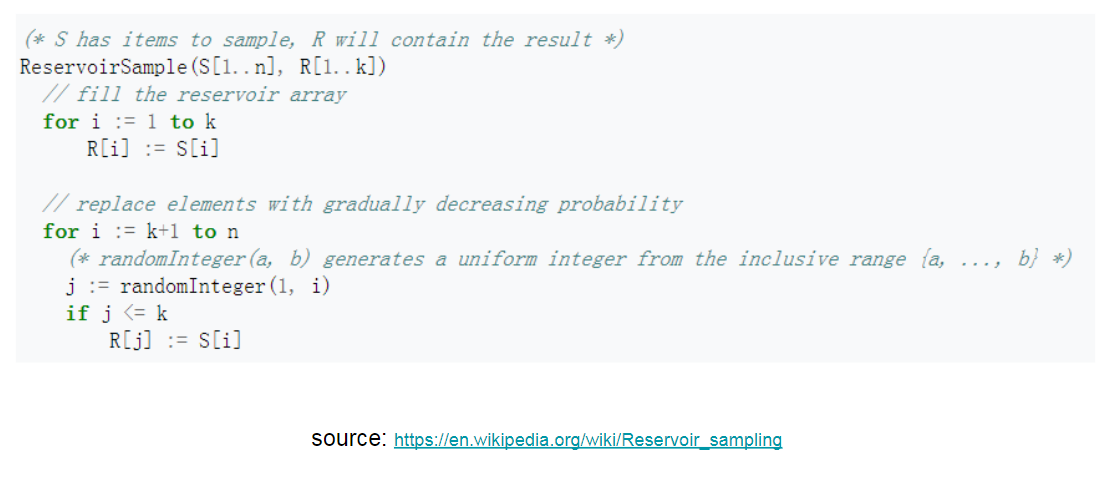 (* S has items to sample, R will contain the result *)
ReservoirSample(S[1..n], R[1..k])
// fill the reservoir array
for i := 1 to k
R[i] := S[i]
// replace elements with gradually decreasing probability
for i := k+1 to n
(* randomInteger(a, b) generates a uniform integer from the inclusive range {a, ..., b} *)
j := randomInteger(1, i)
if j <= k
R[j] := S[i]
source: https://en.wikipedia.org/wiki/Reservoir_sampling